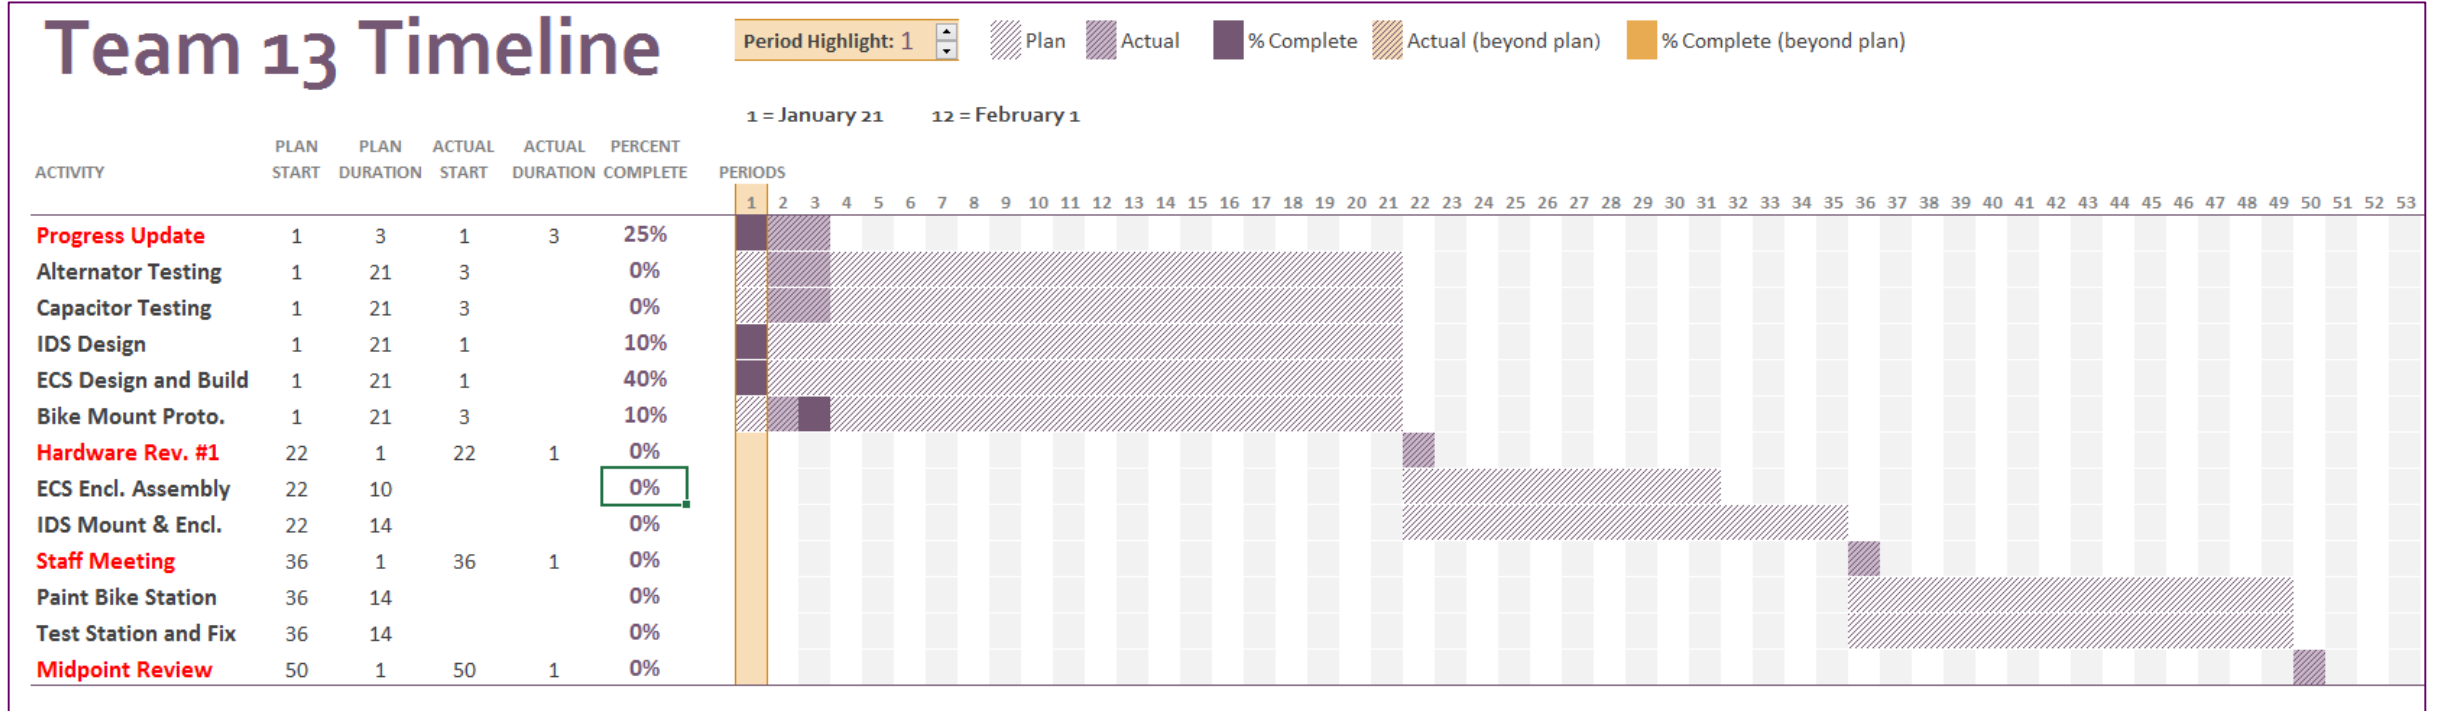 Team 13 Timeline
Period Highlight: 1 Plan Actual % Complete Actual (beyond plan) % Complete (beyond plan)
1 = January 21 12 = February 1
PLAN PLAN ACTUAL ACTUAL PERCENT
ACTIVITY START DURATION START DURATION COMPLETE PERIODS
1 2 3 4 5 6 7 8 9 10 11 12 13 14 15 16 17 18 19 20 21 22 23 24 25 26 27 28 29 30 31 32 33 34 35 36 37 38 39 40 41 42 43 44 45 46 47 48 49 50 51 52 53
Progress Update 1 3 1 3 25%
Alternator Testing 1 21 3 0%
Capacitor Testing 1 21 3 0%
IDS Design 1 21 1 10%
ECS Design and Build 1 21 1 40%
Bike Mount Proto. 1 21 3 10%
Hardware Rev. #1 22 1 22 1 0%
ECS Encl. Assembly 22 10 0%
IDS Mount & Encl. 22 14 0%
Staff Meeting 36 1 36 1 0%
Paint Bike Station 36 14 0%
Test Station and Fix 36 14 0%
Midpoint Review 50 1 50 1 0%